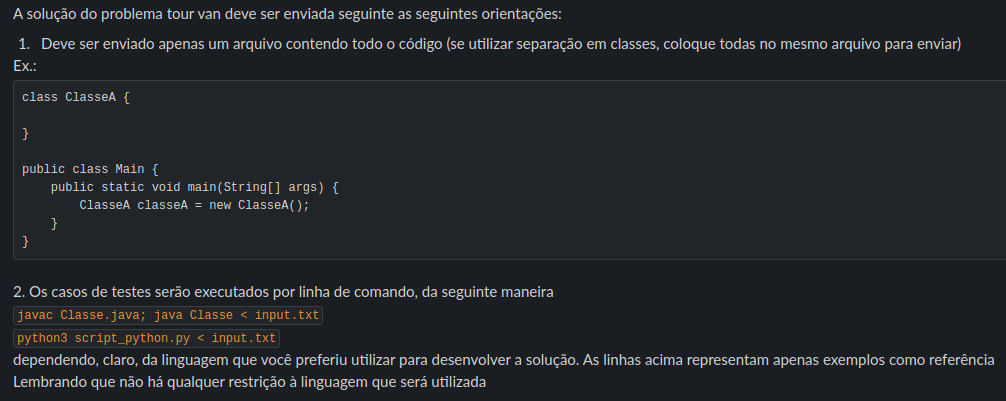 A solução do problema tour van deve ser enviada seguinte as seguintes orientações:
1. Deve ser enviado apenas um arquivo contendo todo o código (se utilizar separação em classes, coloque todas no mesmo arquivo para enviar)
Ex.:
class ClasseA {
}
public class Main {
    public static void main(String[] args) {
        ClasseA classeA = new ClasseA();
    }
}
2. Os casos de testes serão executados por linha de comando, da seguinte maneira
javac Classe.java; java Classe < input.txt
python3 script_python.py < input.txt
dependendo, claro, da linguagem que você preferiu utilizar para desenvolver a solução. As linhas acima representam apenas exemplos como referência
Lembrando que não há qualquer restrição à linguagem que será utilizada